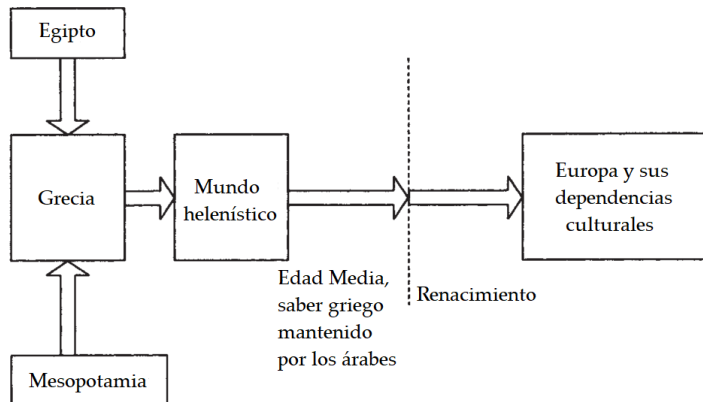 Egipto
Grecia
Mundo
helenístico
Europa y sus
dependencias
culturales
Edad Media,
saber griego
mantenido
por los árabes
Renacimiento
Mesopotamia